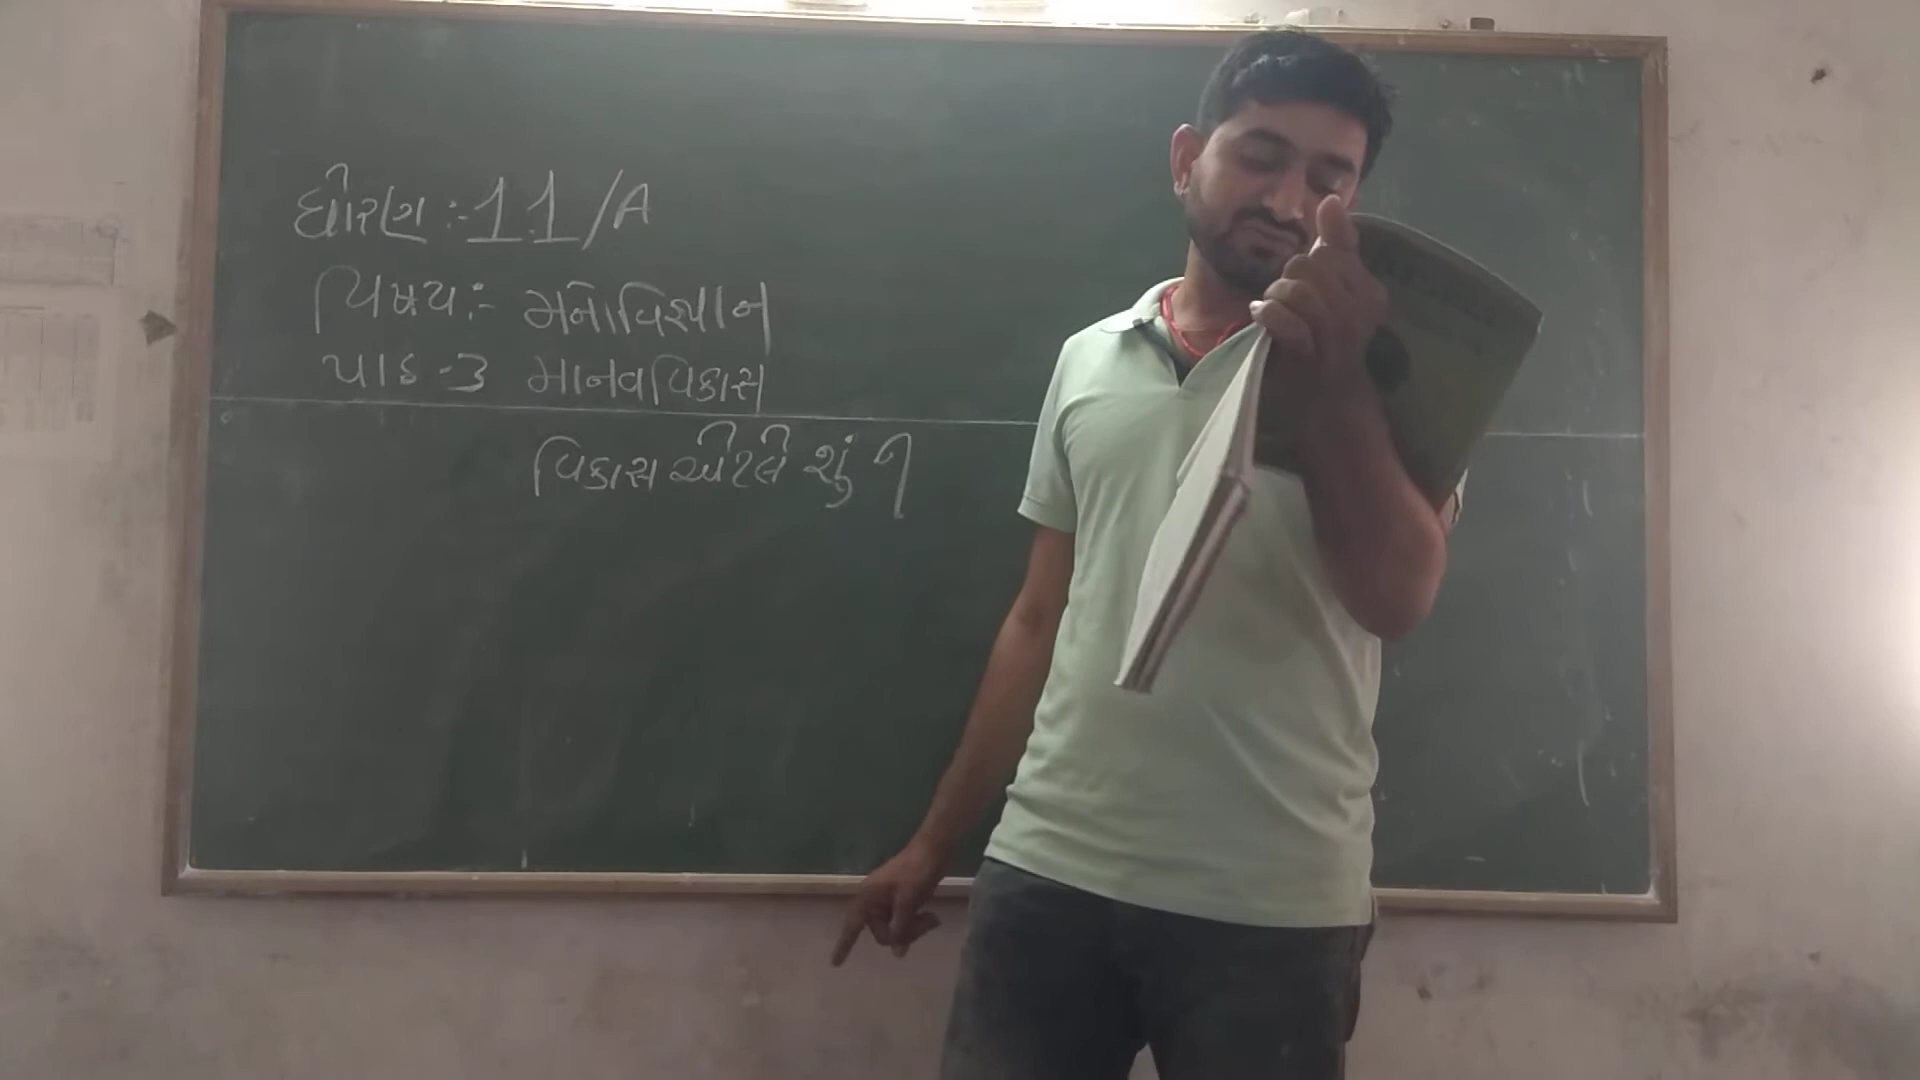 ધોરણ :- 11/A
વિષય :- મનોવિજ્ઞાન
પાઠ -3 માનવવિકાસ
વિકાસ એટલે શું ?